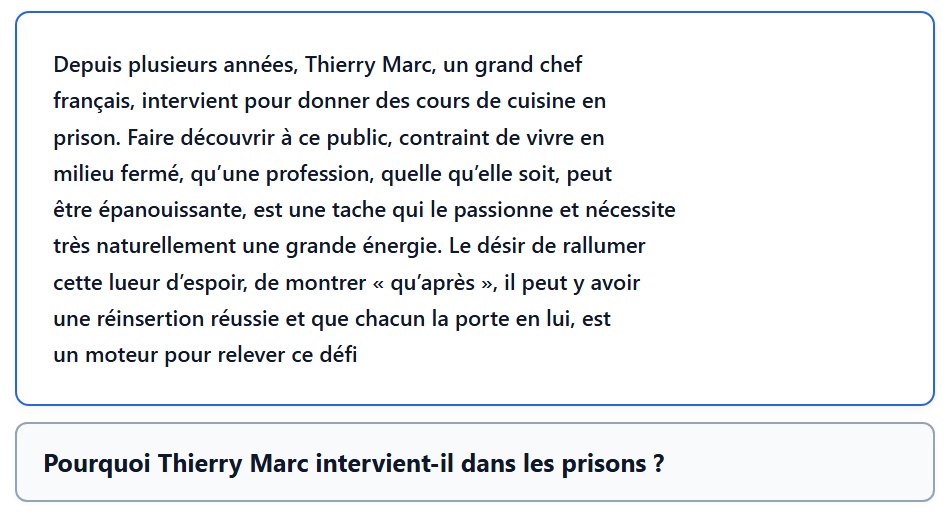 Depuis plusieurs années, Thierry Marc, un grand chef
français, intervient pour donner des cours de cuisine en
prison. Faire découvrir à ce public, contraint de vivre en
milieu fermé, qu’une profession, quelle qu’elle soit, peut
être épanouissante, est une tache qui le passionne et nécessite
très naturellement une grande énergie. Le désir de rallumer
cette lueur d’espoir, de montrer « qu’après », il peut y avoir
une réinsertion réussie et que chacun la porte en lui, est
un moteur pour relever ce défi
Pourquoi Thierry Marc intervient-il dans les prisons ?